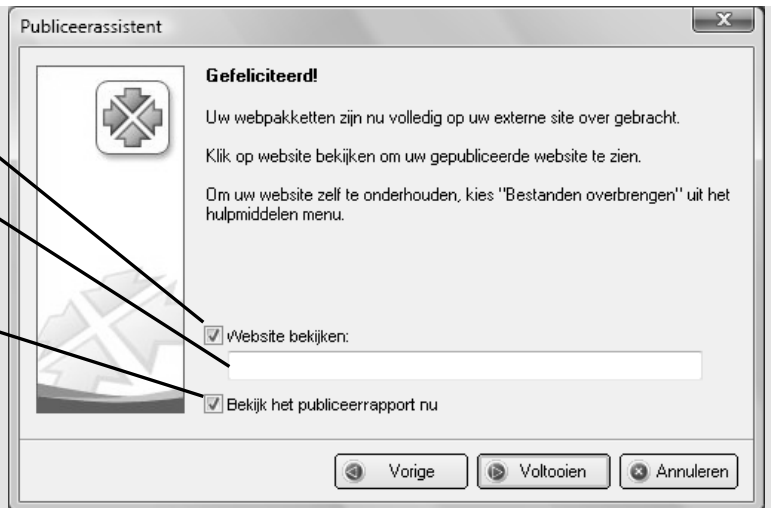 Publiceerassistent
Gefeliciteerd!
Uw webpakketten zijn nu volledig op uw externe site over gebracht.
Klik op website bekijken om uw gepubliceerde website te zien.
Om uw website zelf te onderhouden, kies "Bestanden overbrengen" uit het
hulpmiddelen menu.
Website bekijken:
Bekijk het publiceerrapport nu
Vorige
Voltooien
Annuleren